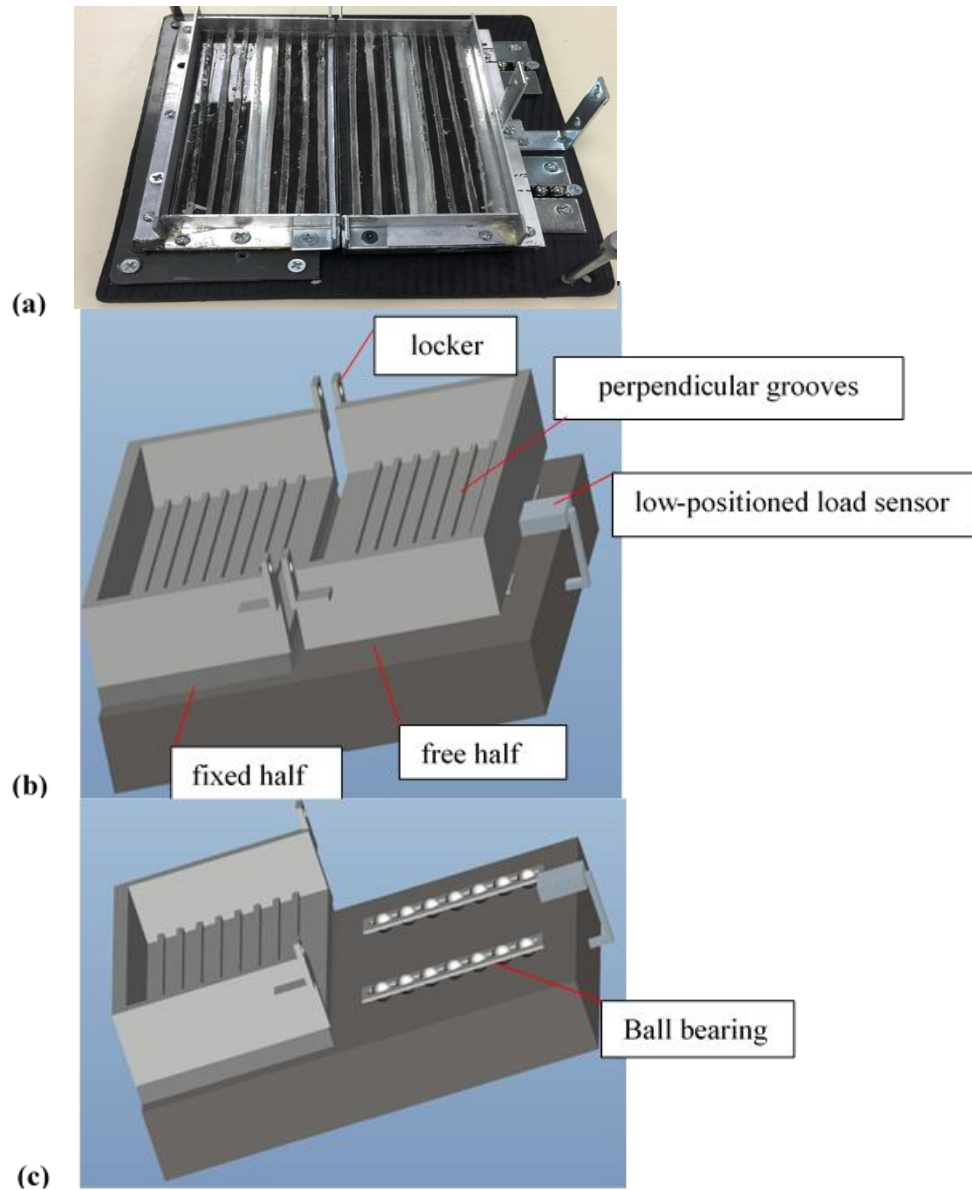 (a)
locker
perpendicular grooves
low-positioned load sensor
fixed half
free half
(b)
Ball bearing
(c)